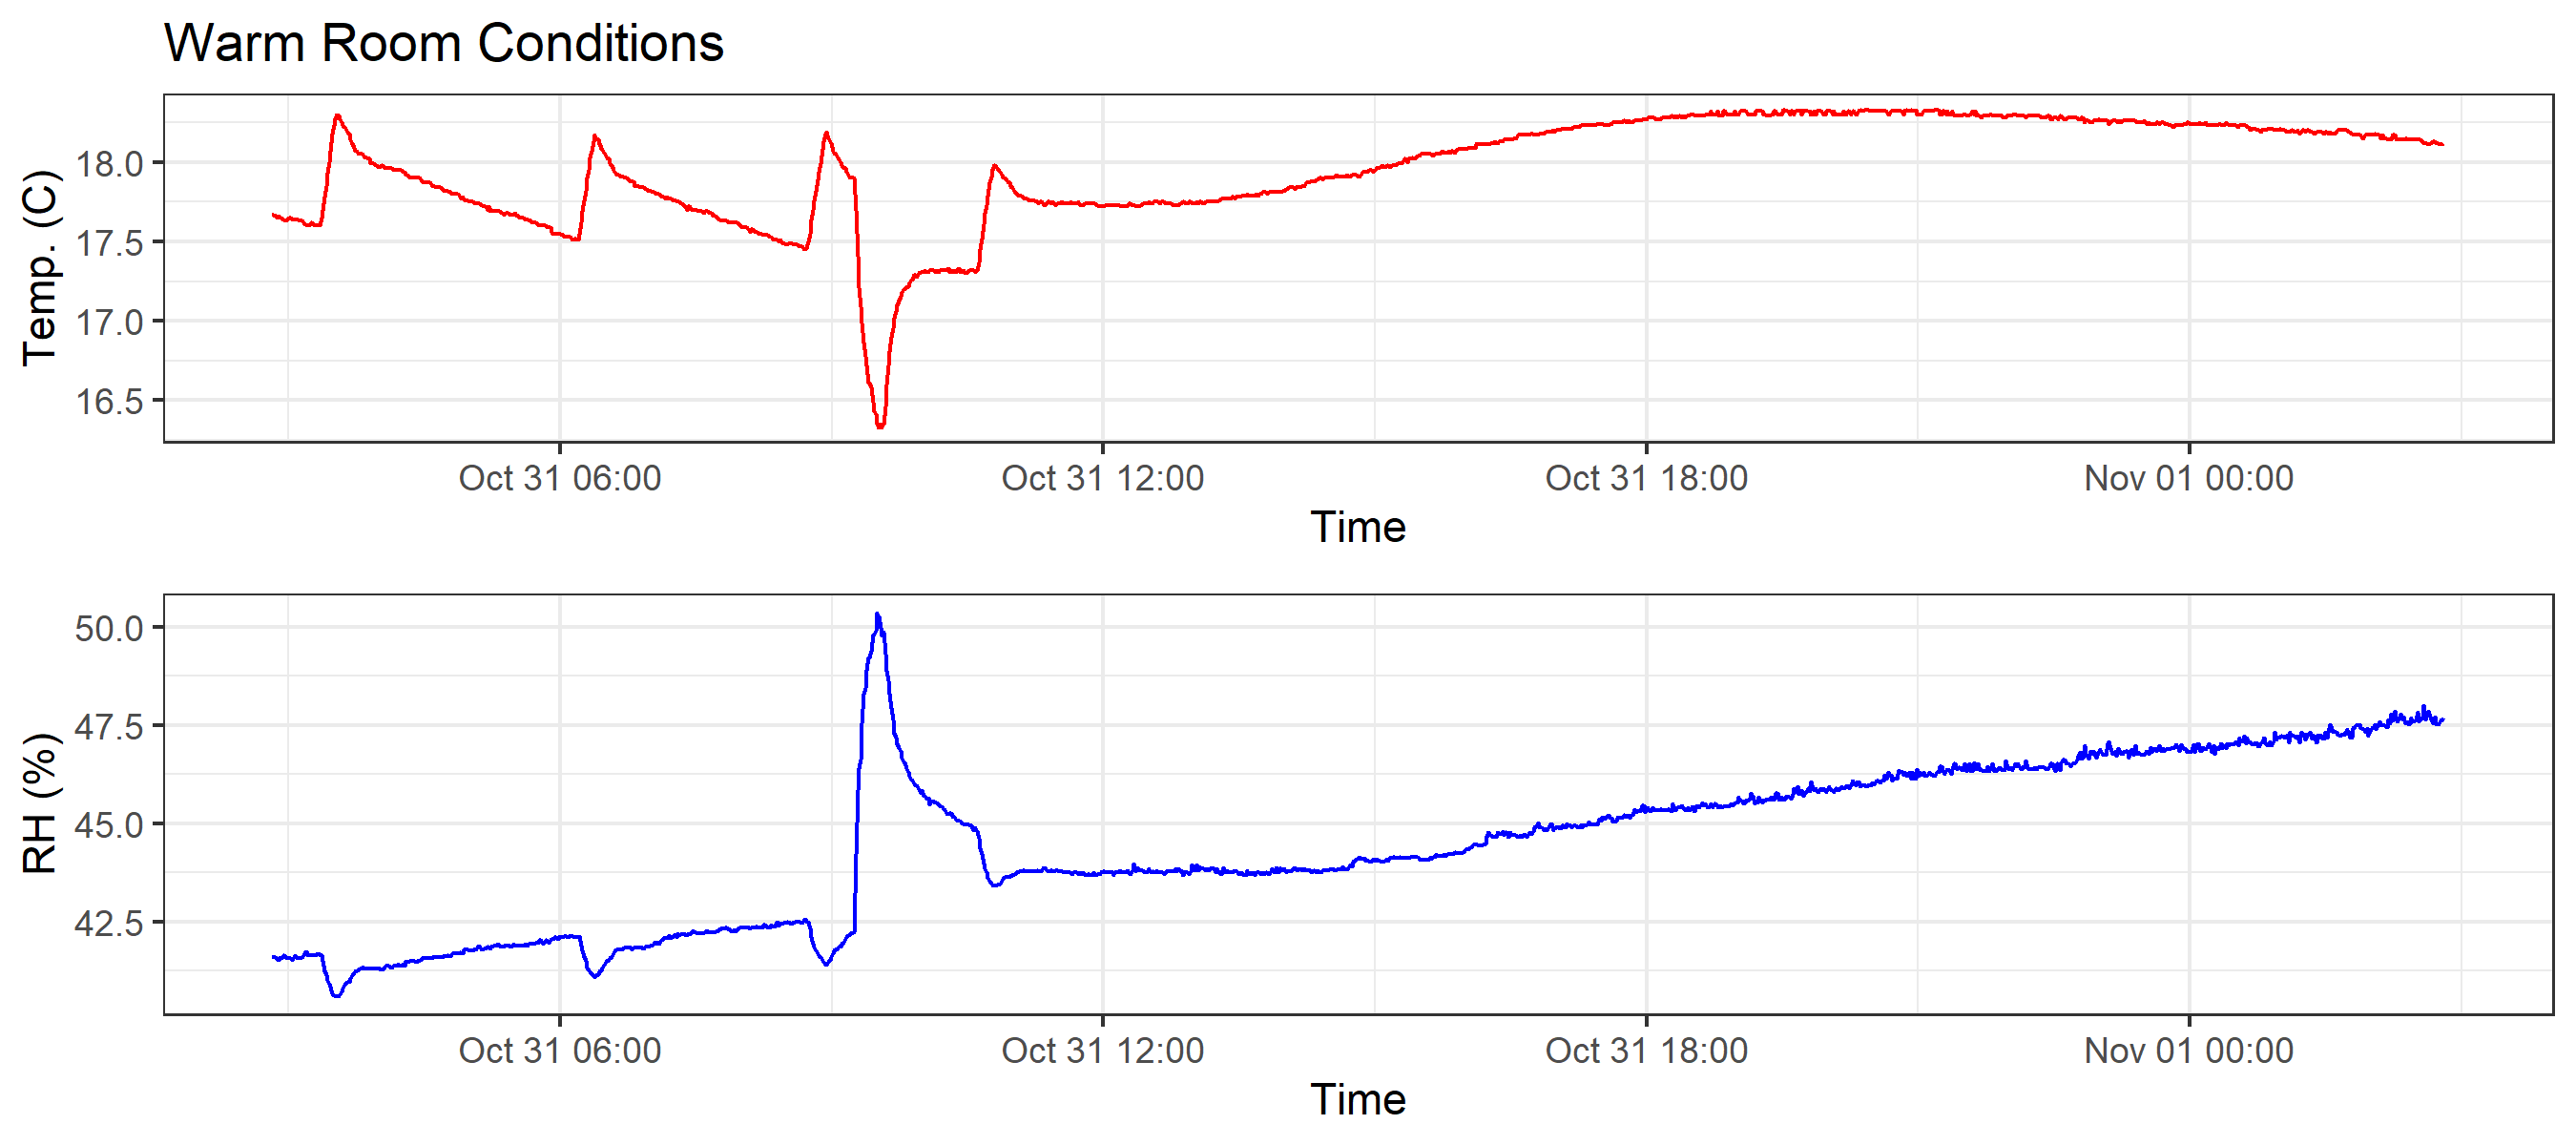 Warm Room Conditions
Temp. (C)
18.0
17.5
17.0
16.5
Oct 31 06:00 Oct 31 12:00 Oct 31 18:00 Nov 01 00:00
Time
RH (%)
50.0
47.5
45.0
42.5
Oct 31 06:00 Oct 31 12:00 Oct 31 18:00 Nov 01 00:00
Time